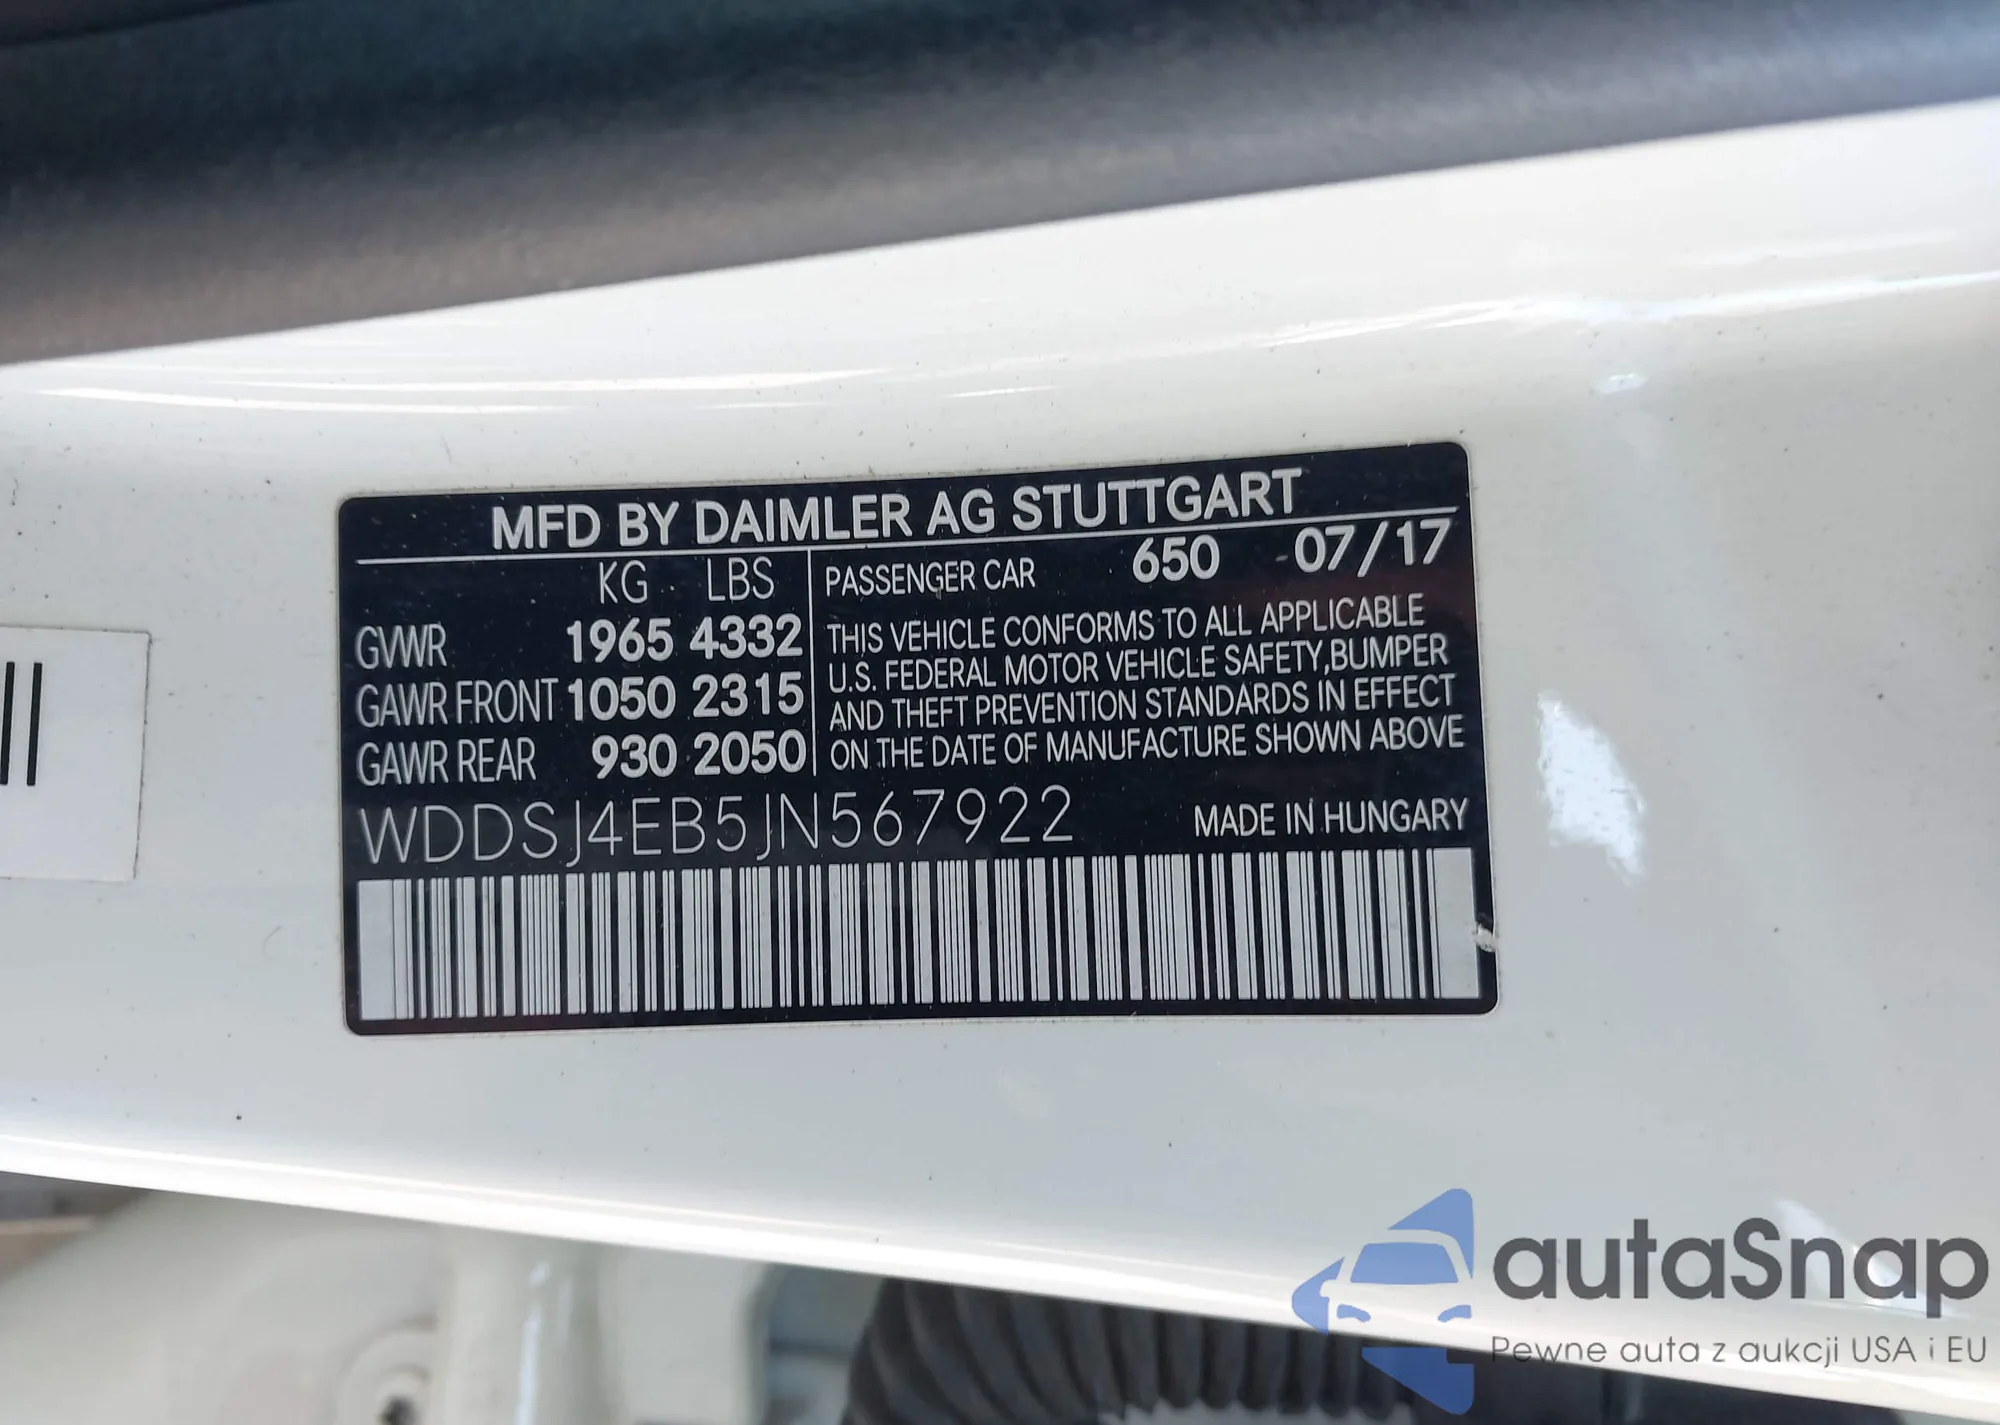 MFD BY DAIMLER AG STUTTGART
KG LBS
GVWR 1965 4332
GAWR FRONT 1050 2315
GAWR REAR 930 2050
PASSENGER CAR 650 07/17
THIS VEHICLE CONFORMS TO ALL APPLICABLE
U.S. FEDERAL MOTOR VEHICLE SAFETY,BUMPER
AND THEFT PREVENTION STANDARDS IN EFFECT
ON THE DATE OF MANUFACTURE SHOWN ABOVE
WDDSJ4EB5JN567922
MADE IN HUNGARY
autaSnap
Pewne auta z aukcji USA i EU